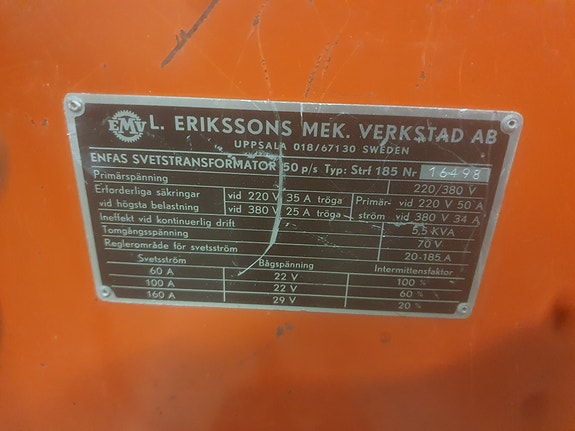 EMV L. ERIKSSONS MEK. VERKSTAD AB
UPPSALA 018/67130 SWEDEN
ENFAS SVETSTRANSFORMATOR 50 p/s Typ: Strf 185 Nr 16498
Primärspänning 220/380 V
Erforderliga säkringar vid 220 V 35 A tröga Primär- vid 220 V 50 A
vid högsta belastning vid 380 V 25 A tröga ström vid 380 V 34 A
Ineffekt vid kontinuerlig drift 5,5 KVA
Tomgångsspänning 70 V
Reglerområde för svetsström 20-185 A
Svetsström Bågspänning Intermittensfaktor
60 A 22 V 100 %
100 A 22 V 60 %
160 A 29 V 20 %